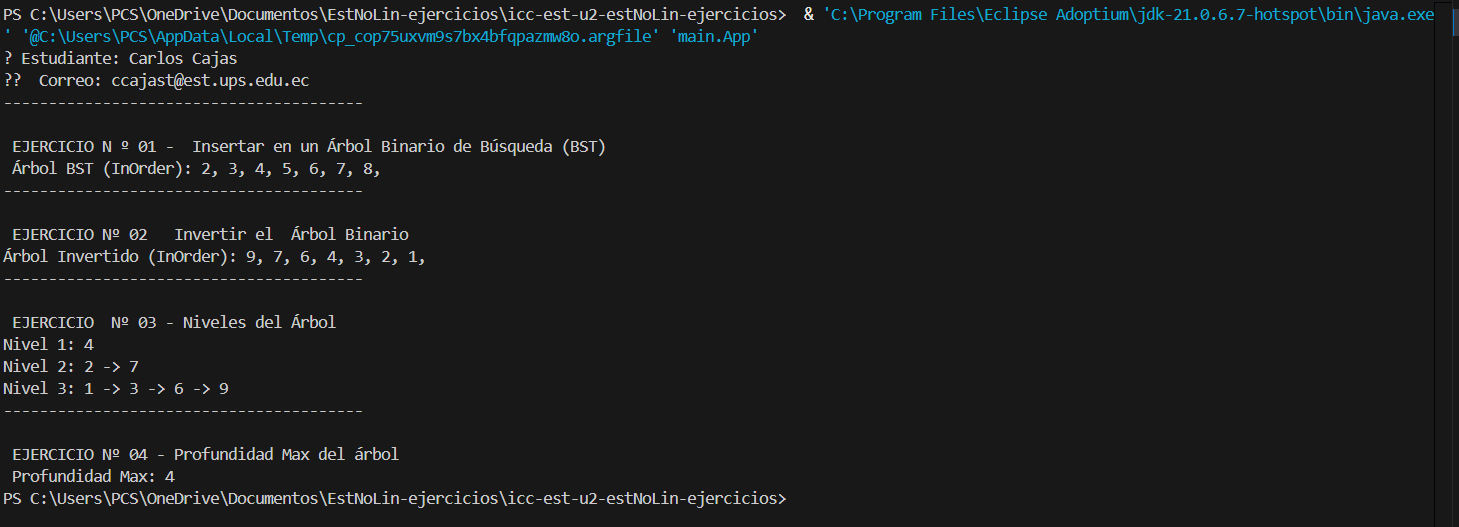 PS C:\Users\PCS\OneDrive\Documentos\EstNoLin-ejercicios\icc-est-u2-estNoLin-ejercicios>  & 'C:\Program Files\Eclipse Adoptium\jdk-21.0.6.7-hotspot\bin\java.exe
' '@C:\Users\PCS\AppData\Local\Temp\cp_cop75uxvm9s7bx4bfqpazmw8o.argfile' 'main.App'
? Estudiante: Carlos Cajas
??  Correo: ccajast@est.ups.edu.ec
----------------------------------------
 EJERCICIO N º 01 -  Insertar en un Árbol Binario de Búsqueda (BST)
 Árbol BST (InOrder): 2, 3, 4, 5, 6, 7, 8,
----------------------------------------
 EJERCICIO Nº 02   Invertir el  Árbol Binario
Árbol Invertido (InOrder): 9, 7, 6, 4, 3, 2, 1,
----------------------------------------
 EJERCICIO  Nº 03 - Niveles del Árbol
Nivel 1: 4
Nivel 2: 2 -> 7
Nivel 3: 1 -> 3 -> 6 -> 9
----------------------------------------
 EJERCICIO Nº 04 - Profundidad Max del árbol
 Profundidad Max: 4
PS C:\Users\PCS\OneDrive\Documentos\EstNoLin-ejercicios\icc-est-u2-estNoLin-ejercicios>